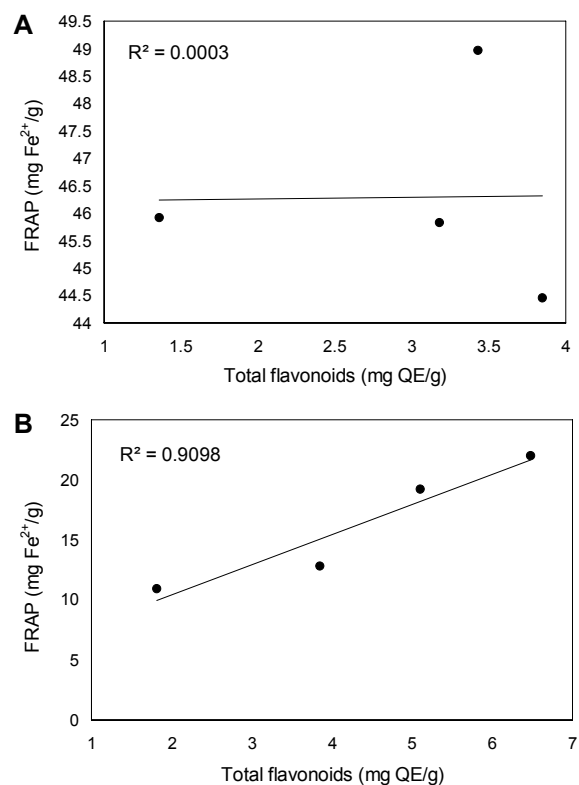 A
R² = 0.0003
FRAP (mg Fe²⁺/g)
49.5
49
48.5
48
47.5
47
46.5
46
45.5
45
44.5
44
1 1.5 2 2.5 3 3.5 4
Total flavonoids (mg QE/g)
B
R² = 0.9098
FRAP (mg Fe²⁺/g)
25
20
15
10
5
0
1 2 3 4 5 6 7
Total flavonoids (mg QE/g)